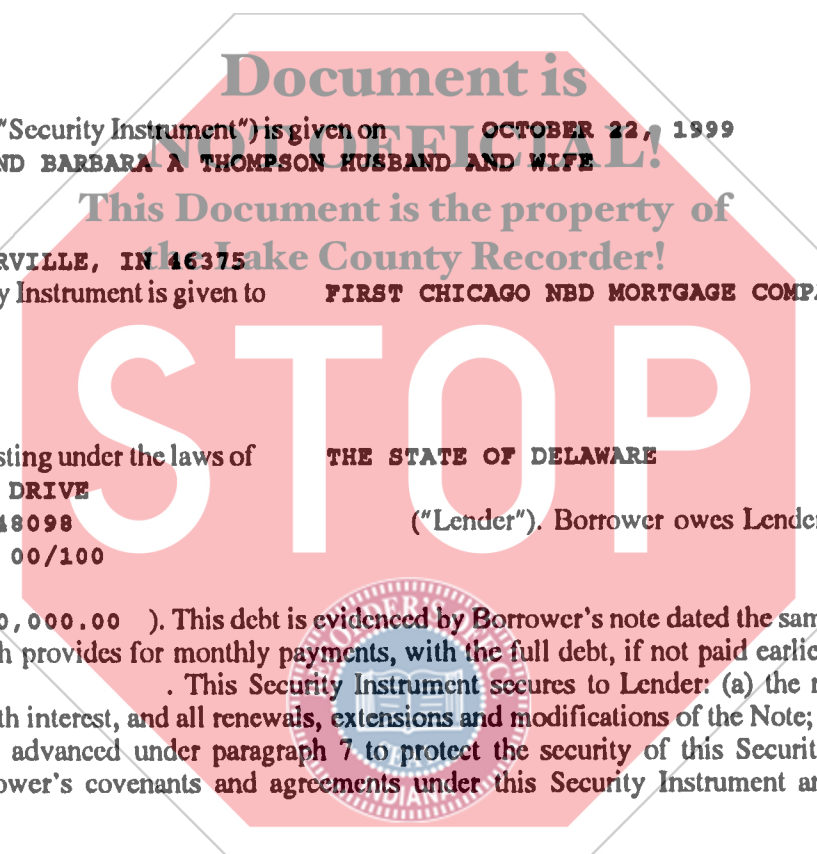 Document is
"Security Instrument") is given on OCTOBER 22, 1999
NOT OFFICIAL!
ND BARBARA A THOMPSON HUSBAND AND WIFE
This Document is the property of
RVILLE, IN 46375
the Lake County Recorder!
y Instrument is given to FIRST CHICAGO NBD MORTGAGE COMPA
STOP
sting under the laws of THE STATE OF DELAWARE
DRIVE
48098 ("Lender"). Borrower owes Lender
00/100
0,000.00 ). This debt is evidenced by Borrower's note dated the sam
h provides for monthly payments, with the full debt, if not paid earlie
. This Security Instrument secures to Lender: (a) the r
th interest, and all renewals, extensions and modifications of the Note;
advanced under paragraph 7 to protect the security of this Securit
ower's covenants and agreements under this Security Instrument an
INDIANA